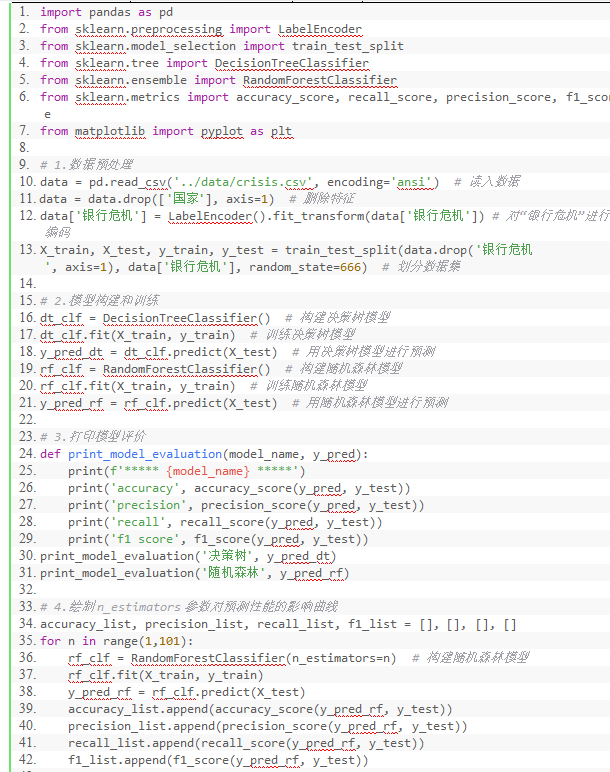 1. import pandas as pd
2. from sklearn.preprocessing import LabelEncoder
3. from sklearn.model_selection import train_test_split
4. from sklearn.tree import DecisionTreeClassifier
5. from sklearn.ensemble import RandomForestClassifier
6. from sklearn.metrics import accuracy_score, recall_score, precision_score, f1_scor
e
7. from matplotlib import pyplot as plt
8.
9. # 1.数据预处理
10. data = pd.read_csv('../data/crisis.csv', encoding='ansi')  # 读入数据
11. data = data.drop(['国家'], axis=1)  # 删除特征
12. data['银行危机'] = LabelEncoder().fit_transform(data['银行危机']) # 对“银行危机”进行
编码
13. X_train, X_test, y_train, y_test = train_test_split(data.drop('银行危机
', axis=1), data['银行危机'], random_state=666)  # 划分数据集
14.
15. # 2.模型构建和训练
16. dt_clf = DecisionTreeClassifier()  # 构建决策树模型
17. dt_clf.fit(X_train, y_train)  # 训练决策树模型
18. y_pred_dt = dt_clf.predict(X_test)  # 用决策树模型进行预测
19. rf_clf = RandomForestClassifier()  # 构建随机森林模型
20. rf_clf.fit(X_train, y_train)  # 训练随机森林模型
21. y_pred_rf = rf_clf.predict(X_test)  # 用随机森林模型进行预测
22.
23. # 3.打印模型评价
24. def print_model_evaluation(model_name, y_pred):
25.     print(f'***** {model_name} *****')
26.     print('accuracy', accuracy_score(y_pred, y_test))
27.     print('precision', precision_score(y_pred, y_test))
28.     print('recall', recall_score(y_pred, y_test))
29.     print('f1 score', f1_score(y_pred, y_test))
30. print_model_evaluation('决策树', y_pred_dt)
31. print_model_evaluation('随机森林', y_pred_rf)
32.
33. # 4.绘制 n_estimators 参数对预测性能的影响曲线
34. accuracy_list, precision_list, recall_list, f1_list = [], [], [], []
35. for n in range(1,101):
36.     rf_clf = RandomForestClassifier(n_estimators=n)  # 构建随机森林模型
37.     rf_clf.fit(X_train, y_train)
38.     y_pred_rf = rf_clf.predict(X_test)
39.     accuracy_list.append(accuracy_score(y_pred_rf, y_test))
40.     precision_list.append(precision_score(y_pred_rf, y_test))
41.     recall_list.append(recall_score(y_pred_rf, y_test))
42.     f1_list.append(f1_score(y_pred_rf, y_test))